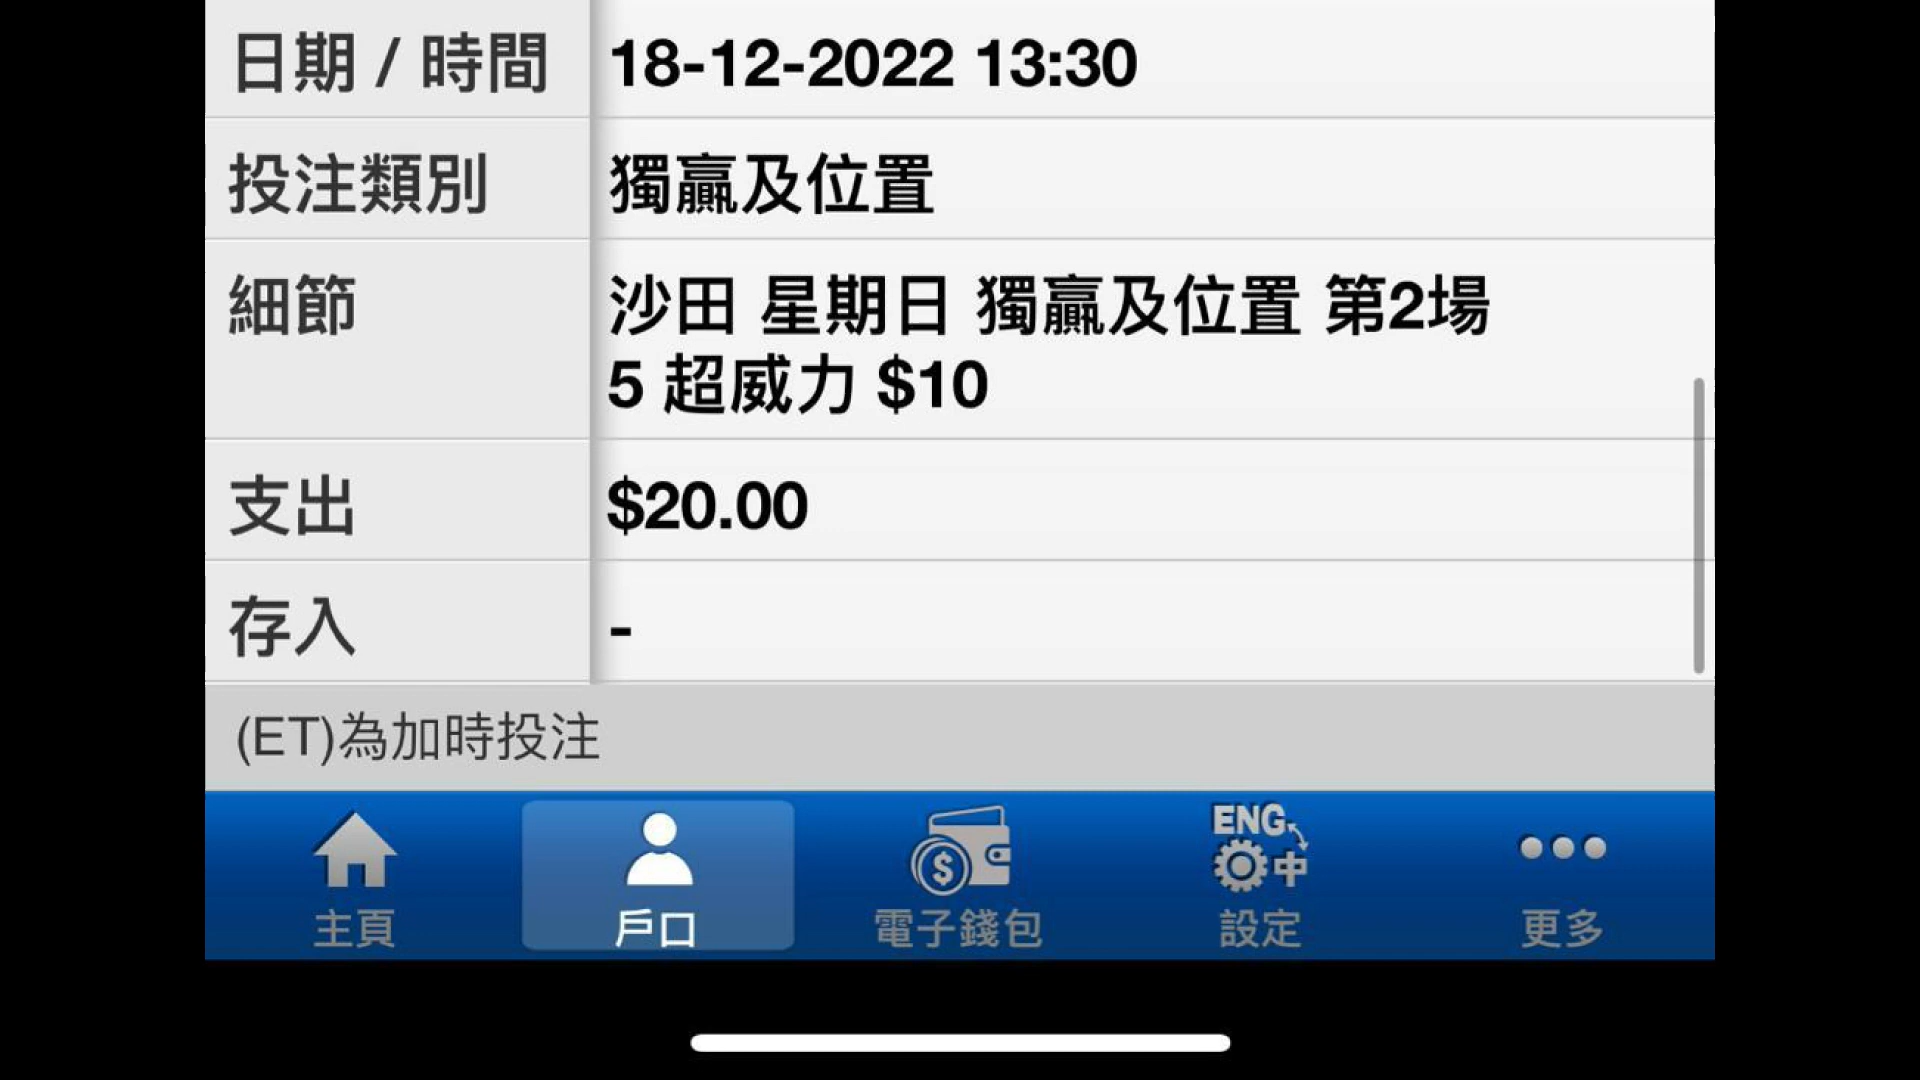 日期 / 時間 18-12-2022 13:30
投注類別 獨贏及位置
細節 沙田 星期日 獨贏及位置 第2場
5 超威力 $10
支出 $20.00
存入 -
(ET)為加時投注
ENG 中
主頁 戶口 電子錢包 設定 更多